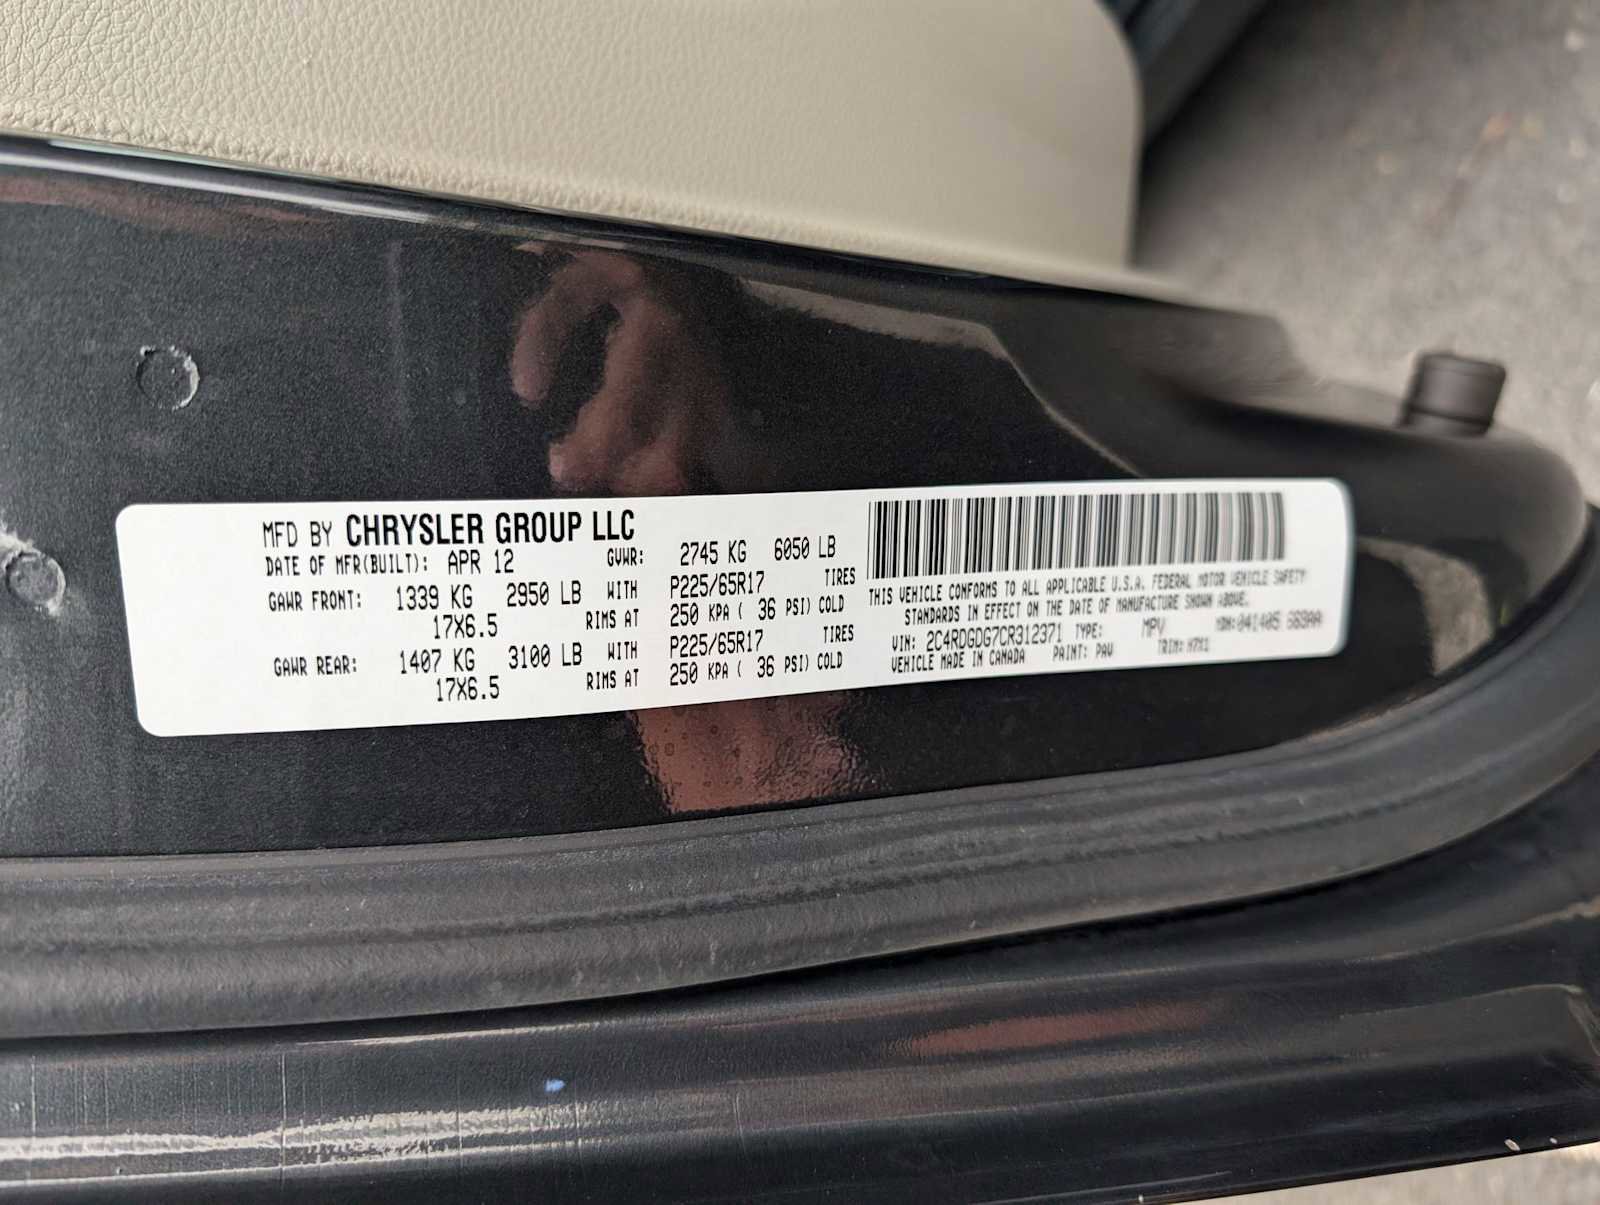 MFD BY CHRYSLER GROUP LLC
DATE OF MFR(BUILT): APR 12 GVWR: 2745 KG 6050 LB
GAWR FRONT: 1339 KG 2950 LB WITH P225/65R17 TIRES
17X6.5 RIMS AT 250 KPA ( 36 PSI) COLD
GAWR REAR: 1407 KG 3100 LB WITH P225/65R17 TIRES
17X6.5 RIMS AT 250 KPA ( 36 PSI) COLD
THIS VEHICLE CONFORMS TO ALL APPLICABLE U.S.A. FEDERAL MOTOR VEHICLE SAFETY
STANDARDS IN EFFECT ON THE DATE OF MANUFACTURE SHOWN ABOVE.
VIN: 2C4RDGDG7CR312371 TYPE: MPV MDH:
VEHICLE MADE IN CANADA PAINT: PAV TRIM: